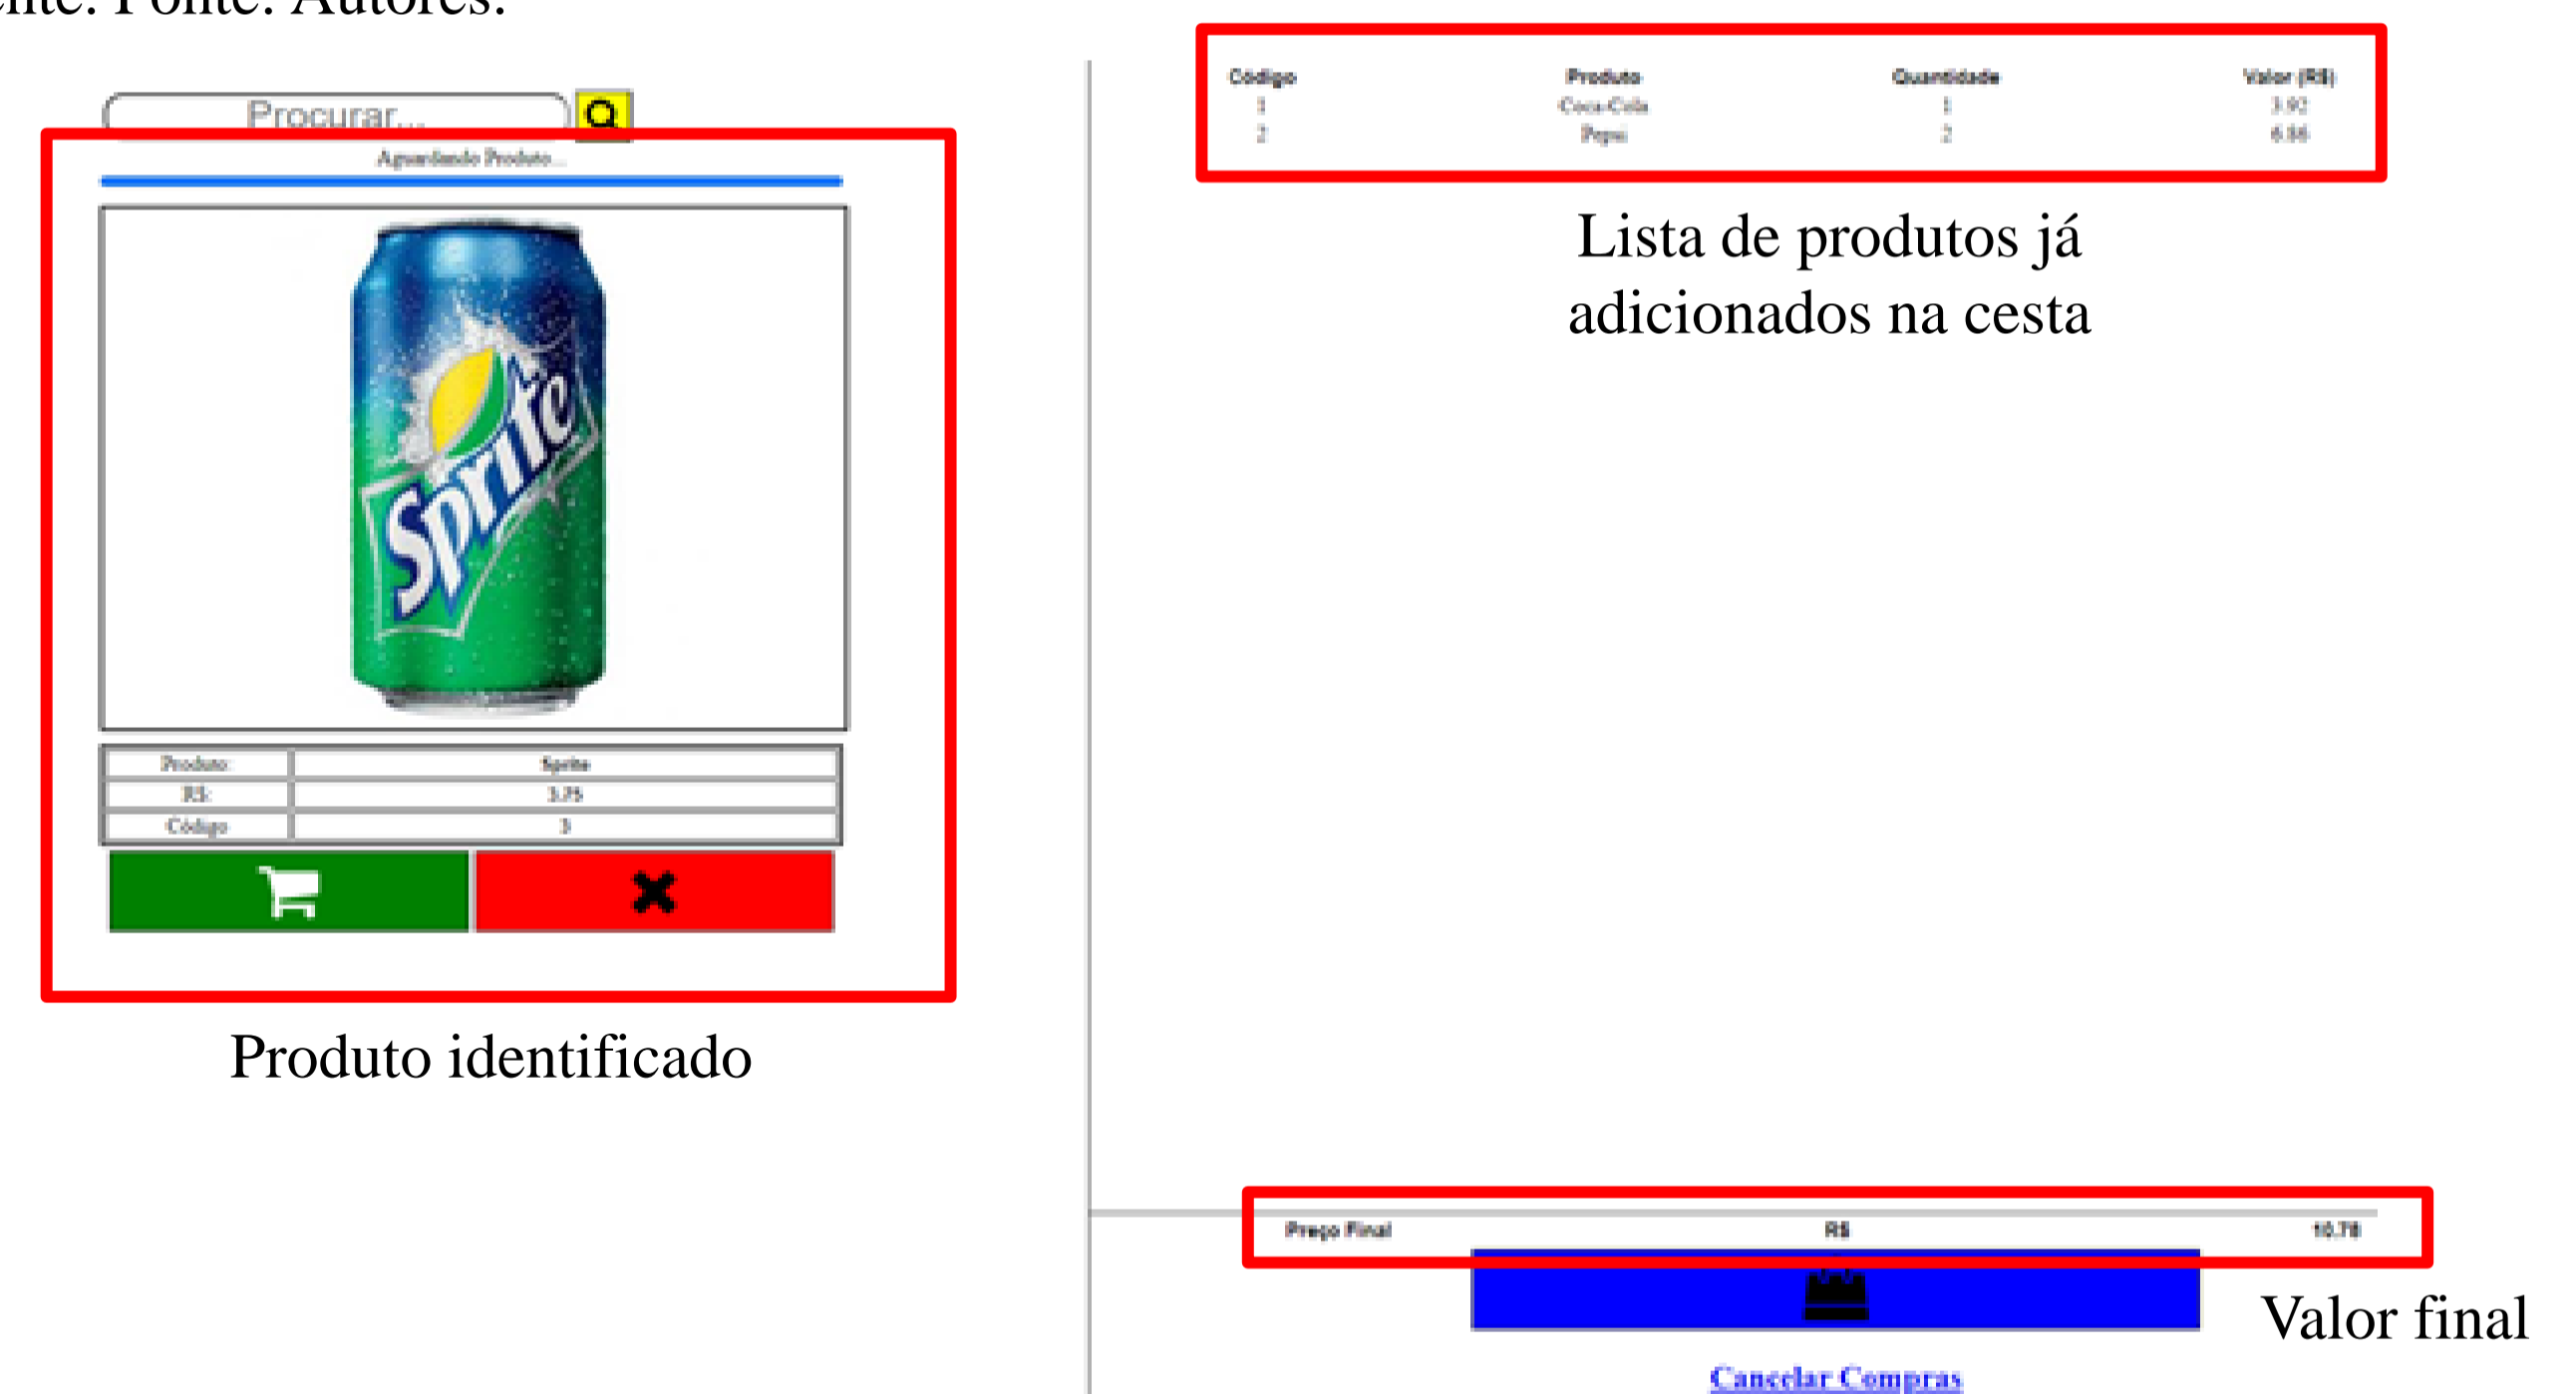 Fonte: Autores.
Procurar...
Aguardando Produto...
Sprite
Produto: Sprite
R$: 3.75
Código 3
Produto identificado
Código Produto Quantidade Valor (R$)
1 Coca-Cola 1 3.92
2 Pepsi 2 6.86
Lista de produtos já
adicionados na cesta
Preço Final R$ 10.78
Valor final
Cancelar Compras